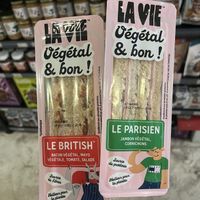 LA VIE
Végétal
& bon !
LE BRITISH
BACON VÉGÉTAL, MAYO
VÉGÉTALE, TOMATE, SALADE
LA VIE
Végétal
& bon !
LE PARISIEN
JAMBON VÉGÉTAL,
CORNICHONS